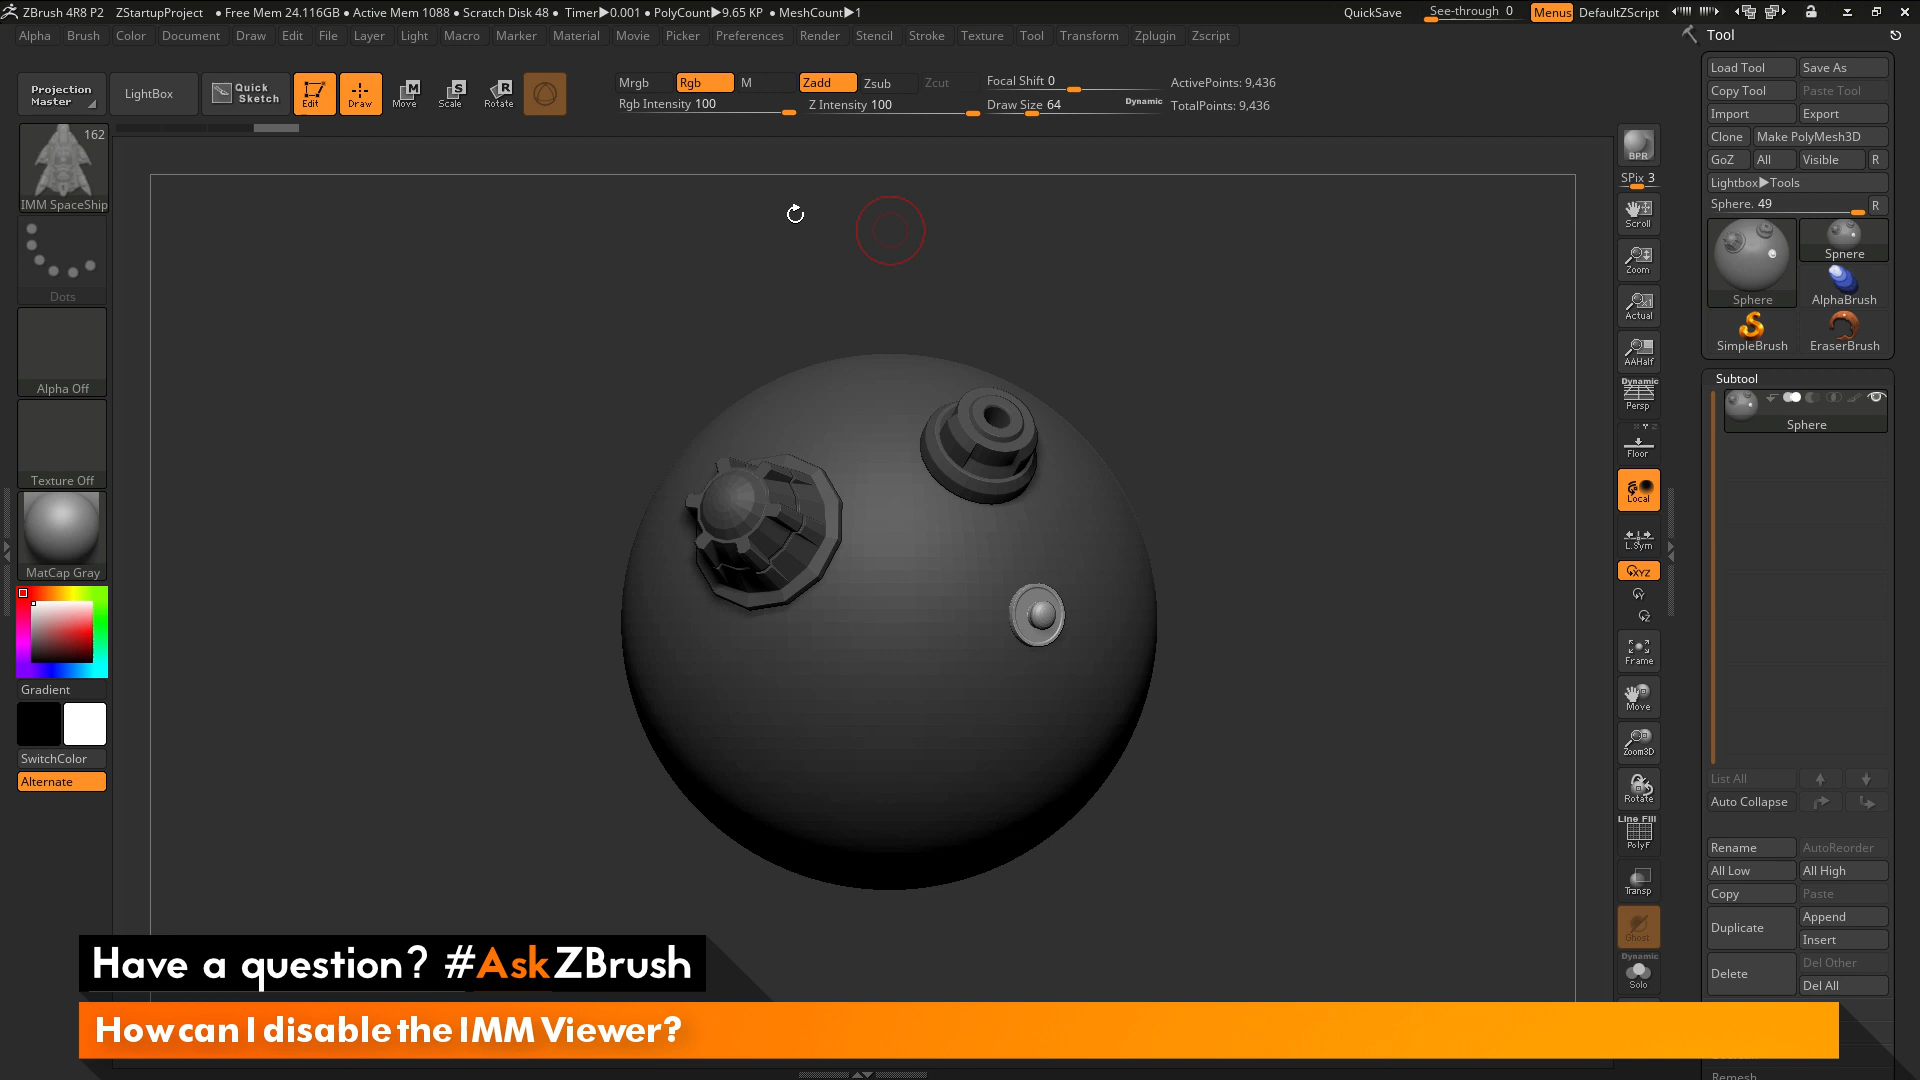 ZBrush 4R8 P2 ZStartupProject • Free Mem 24.116GB • Active Mem 1088 • Scratch Disk 48 • Timer▶0.001 • PolyCount▶9.65 KP • MeshCount▶1 QuickSave See-through 0 Menus DefaultZScript
Alpha Brush Color Document Draw Edit File Layer Light Macro Marker Material Movie Picker Preferences Render Stencil Stroke Texture Tool Transform Zplugin Zscript
Tool
Projection Master
LightBox
Quick Sketch
Edit
Draw
Move
Scale
Rotate
Mrgb Rgb M Zadd Zsub Zcut
Rgb Intensity 100 Z Intensity 100
Focal Shift 0
Draw Size 64 Dynamic
ActivePoints: 9,436
TotalPoints: 9,436
162
IMM SpaceShip
Dots
Alpha Off
Texture Off
MatCap Gray
Gradient
SwitchColor
Alternate
BPR
SPix 3
Scroll
Zoom
Actual
AAHalf
Dynamic
Persp
Floor
Local
L.Sym
XYZ
Y
Z
Frame
Move
Zoom3D
Rotate
Line Fill
PolyF
Transp
Ghost
Dynamic
Solo
Load Tool Save As
Copy Tool Paste Tool
Import Export
Clone Make PolyMesh3D
GoZ All Visible R
Lightbox▶Tools
Sphere. 49 R
Sphere Sphere
AlphaBrush
SimpleBrush EraserBrush
Subtool
Sphere
List All
Auto Collapse
Rename AutoReorder
All Low All High
Copy Paste
Duplicate Append
Insert
Delete Del Other
Del All
Remesh
Have a question? #AskZBrush
How can I disable the IMM Viewer?